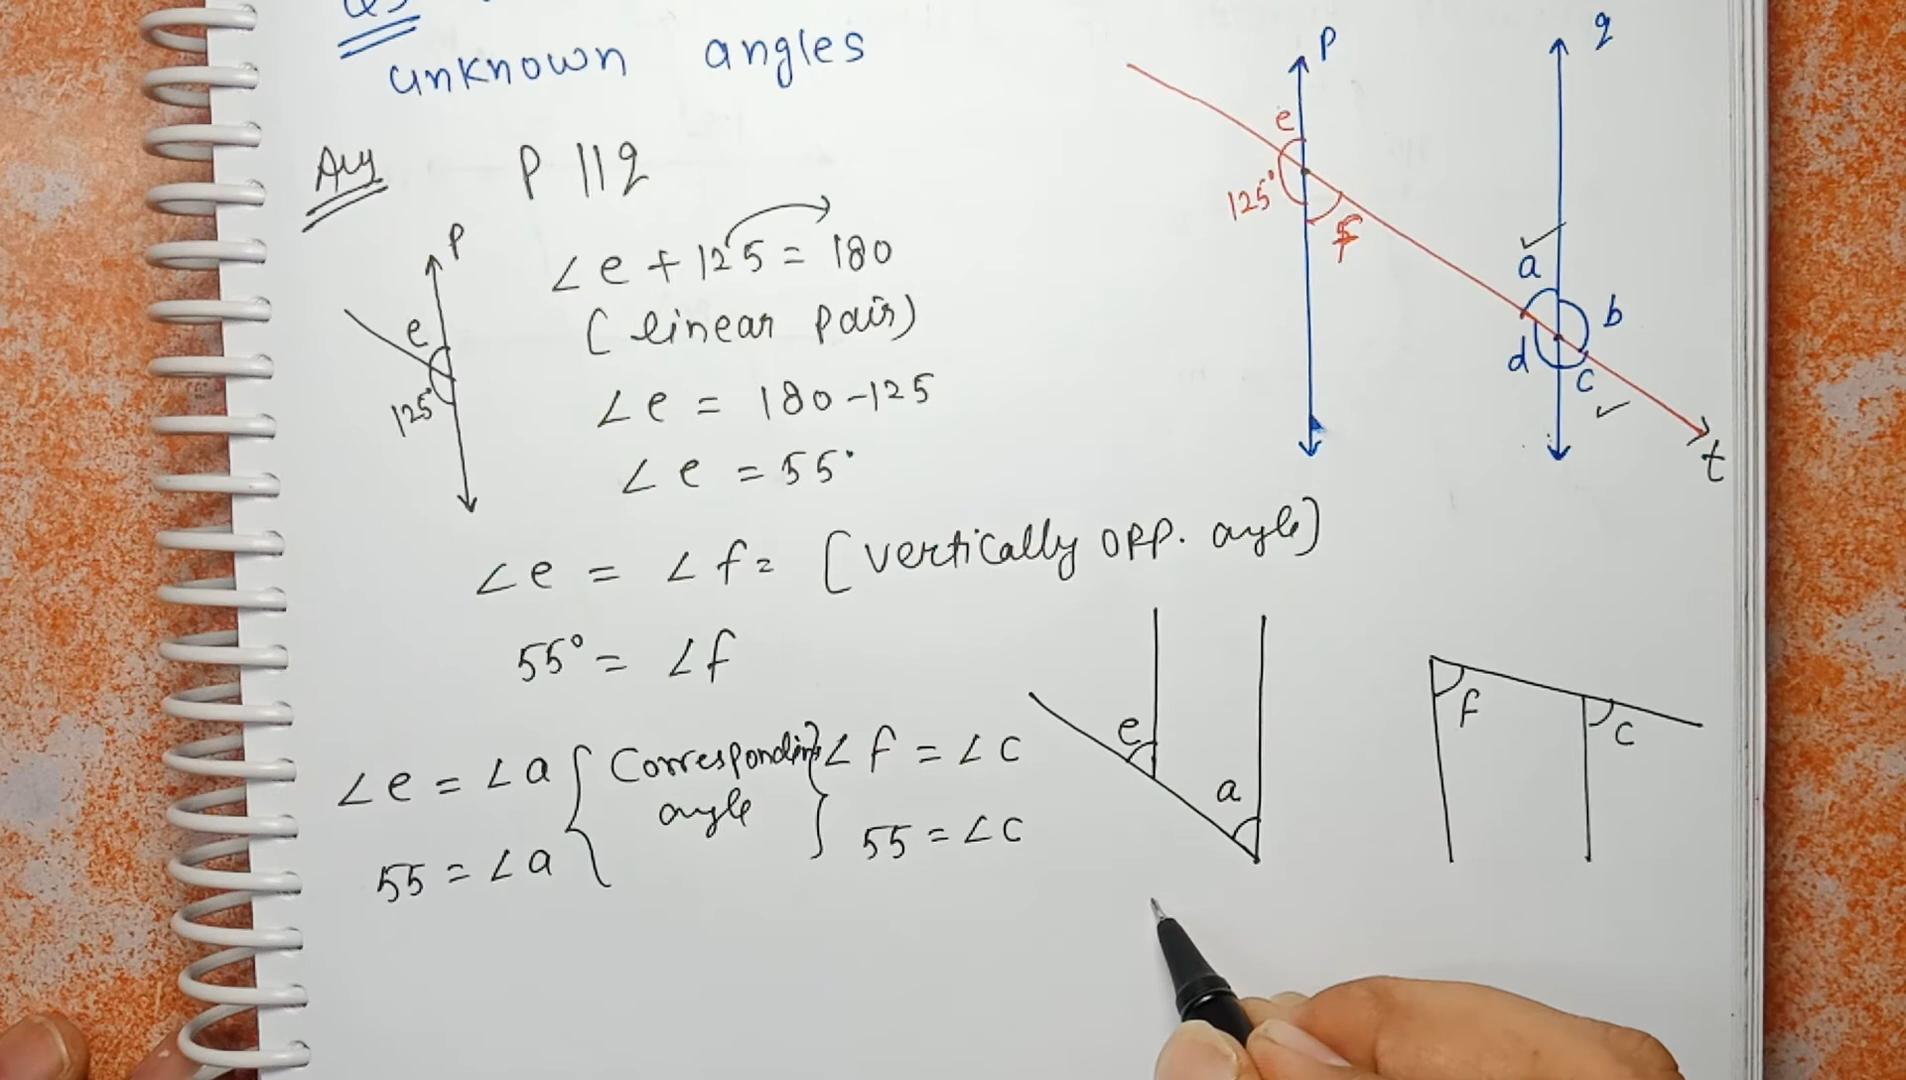 unknown angles
Ans P || q
∠e + 125 = 180
(linear pair)
∠e = 180-125
∠e = 55°
∠e = ∠f = [vertically opp. angle)
55° = ∠f
∠e = ∠a { Corresponding angle } ∠f = ∠c
55 = ∠a
55 = ∠c
P
e
125°
P
q
e
125°
f
a
b
d
c
t
e
a
f
c